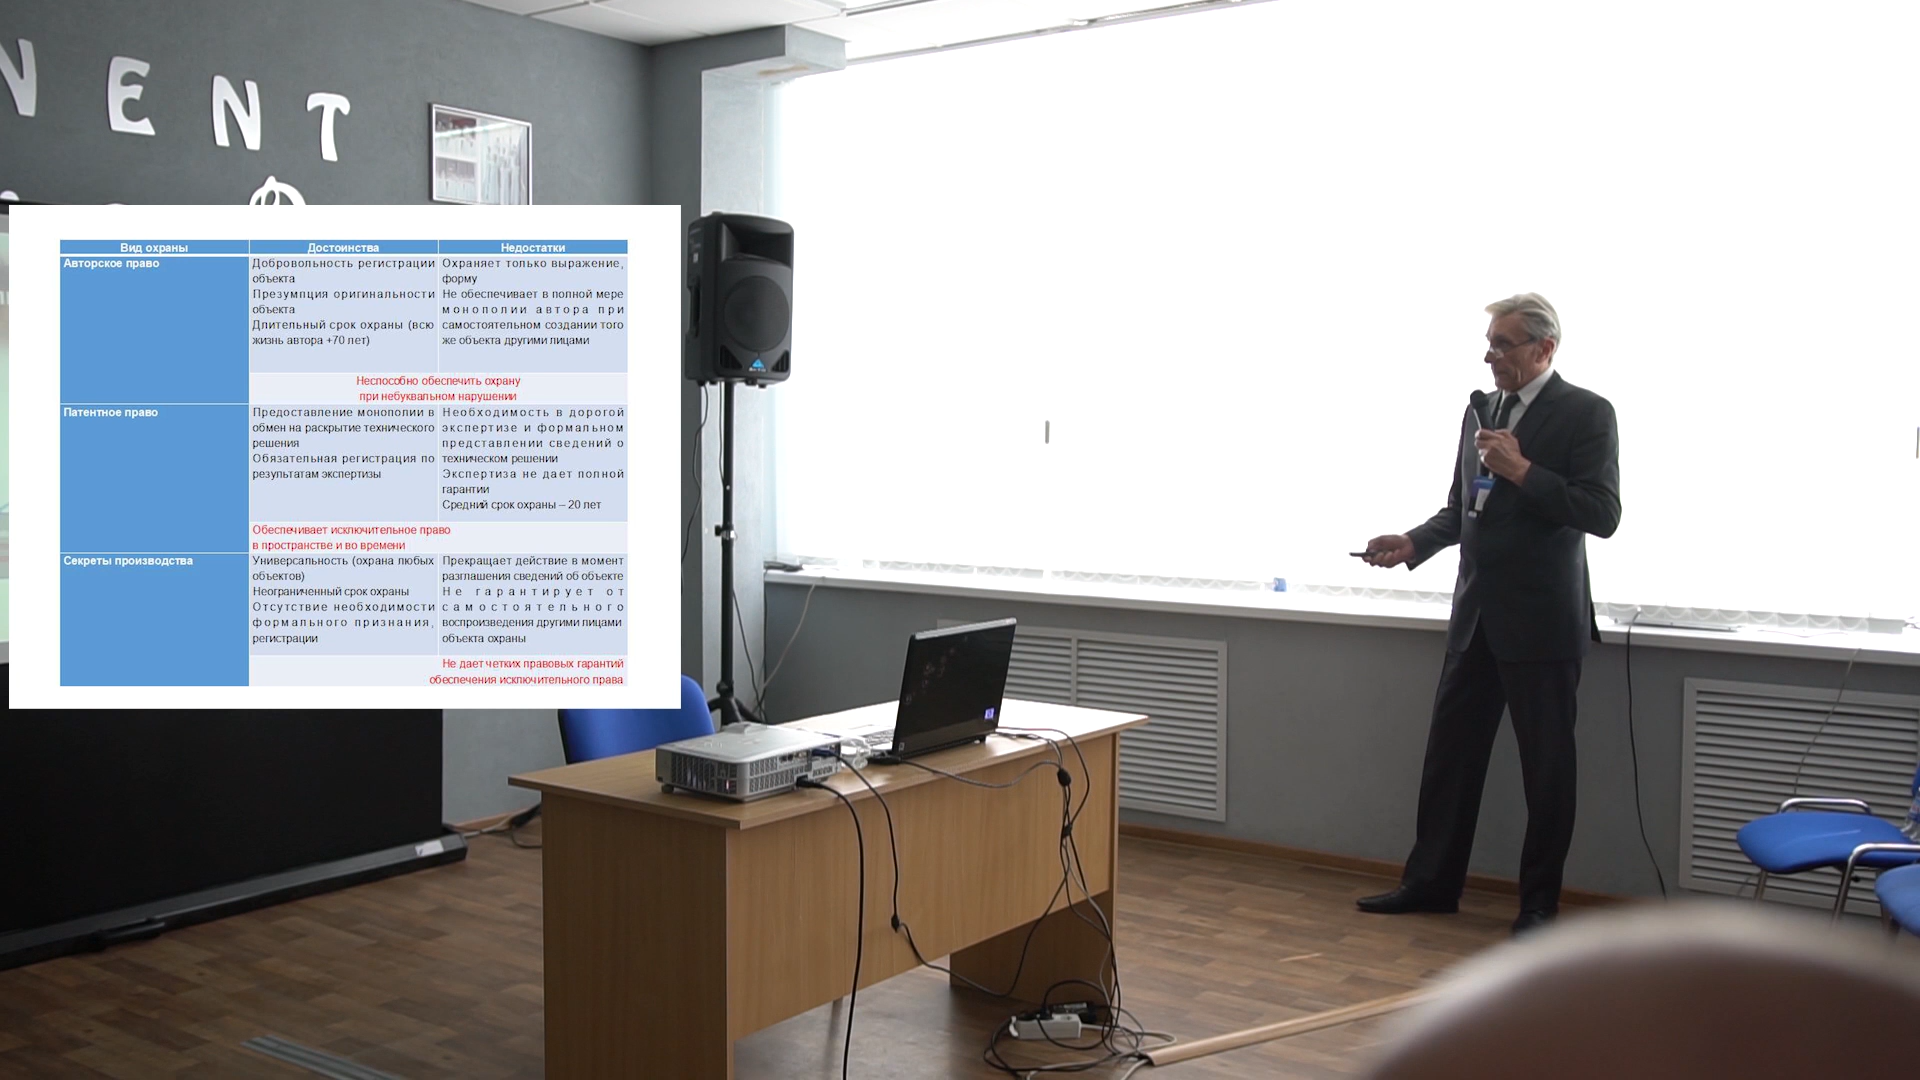 NENT
Вид охраны Достоинства Недостатки
Авторское право
Добровольность регистрации
объекта
Презумпция оригинальности
объекта
Длительный срок охраны (всю
жизнь автора +70 лет)
Охраняет только выражение,
форму
Не обеспечивает в полной мере
монополии автора при
самостоятельном создании того
же объекта другими лицами
Неспособно обеспечить охрану
при небуквальном нарушении
Патентное право
Предоставление монополии в
обмен на раскрытие технического
решения
Обязательная регистрация по
результатам экспертизы
Необходимость в дорогой
экспертизе и формальном
представлении сведений о
техническом решении
Экспертиза не дает полной
гарантии
Средний срок охраны – 20 лет
Обеспечивает исключительное право
в пространстве и во времени
Секреты производства
Универсальность (охрана любых
объектов)
Неограниченный срок охраны
Отсутствие необходимости
формального признания,
регистрации
Прекращает действие в момент
разглашения сведений об объекте
Не гарантирует от
самостоятельного
воспроизведения другими лицами
объекта охраны
Не дает четких правовых гарантий
обеспечения исключительного права